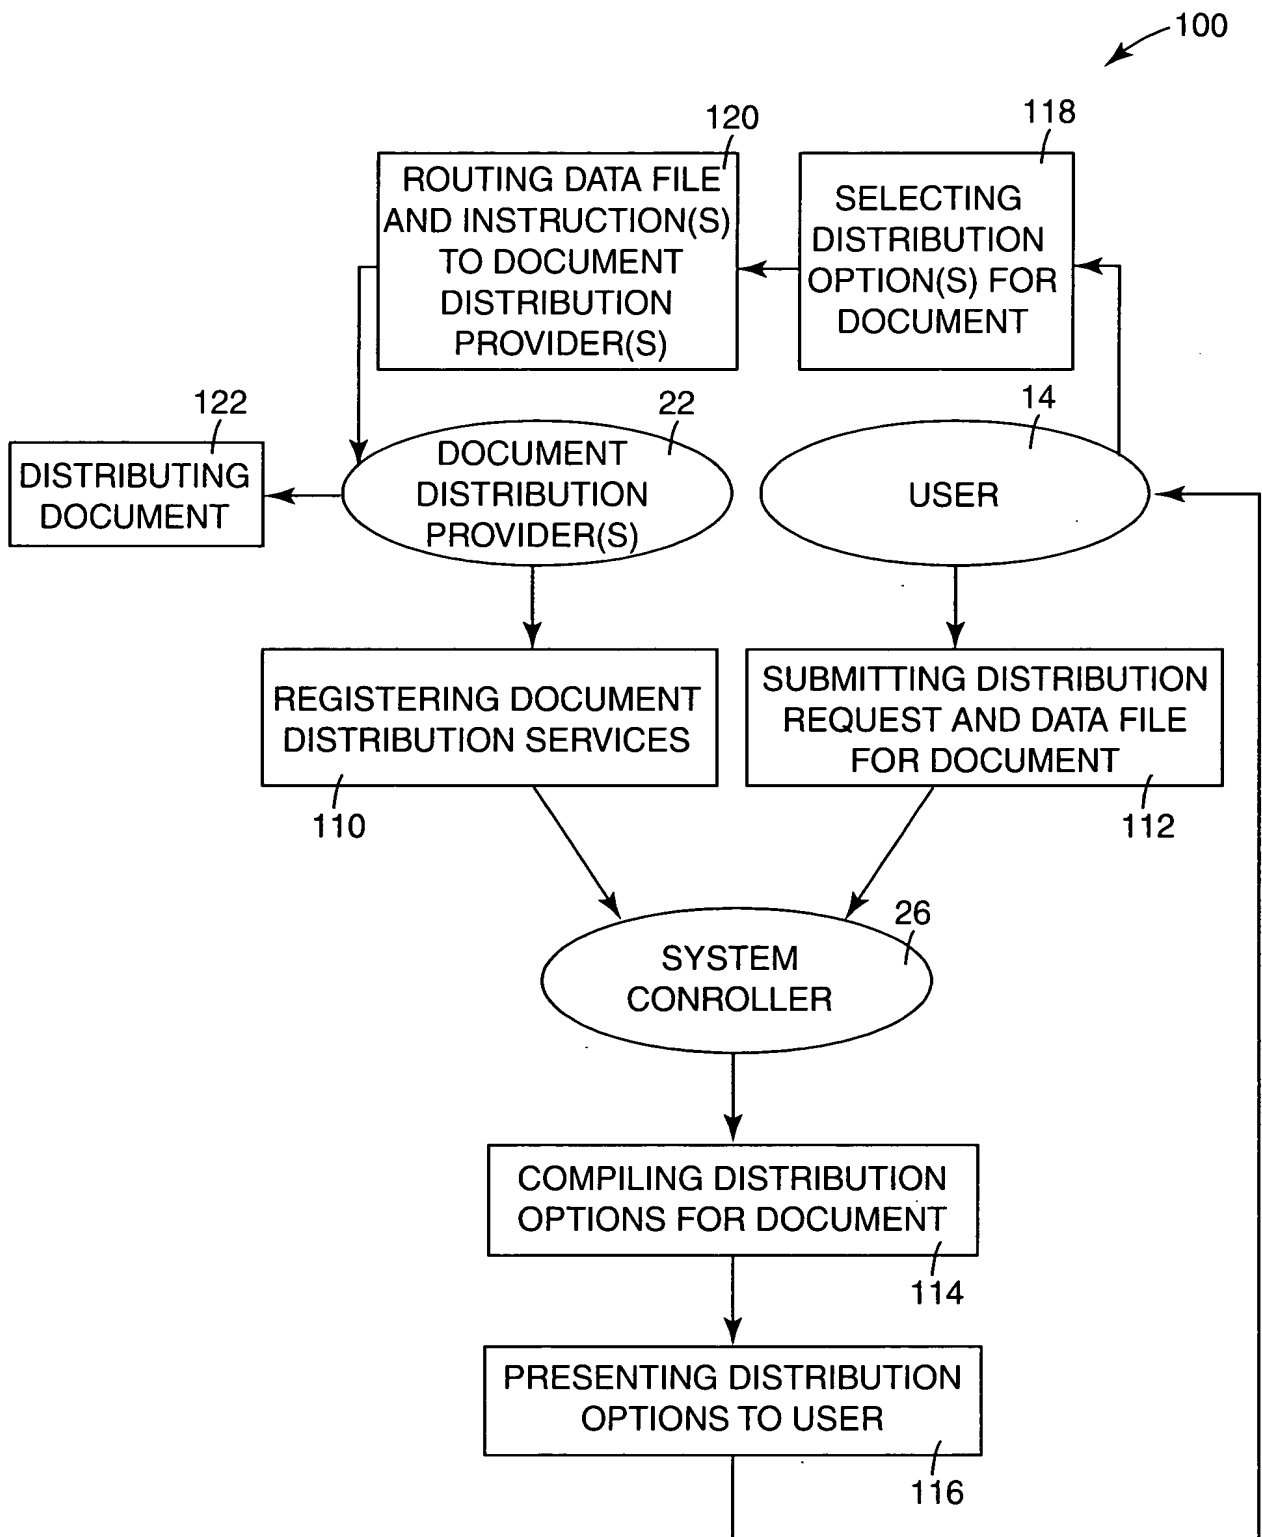 100
120
118
ROUTING DATA FILE
AND INSTRUCTION(S)
TO DOCUMENT
DISTRIBUTION
PROVIDER(S)
SELECTING
DISTRIBUTION
OPTION(S) FOR
DOCUMENT
122
22
14
DISTRIBUTING
DOCUMENT
DOCUMENT
DISTRIBUTION
PROVIDER(S)
USER
REGISTERING DOCUMENT
DISTRIBUTION SERVICES
SUBMITTING DISTRIBUTION
REQUEST AND DATA FILE
FOR DOCUMENT
110
112
26
SYSTEM
CONROLLER
COMPILING DISTRIBUTION
OPTIONS FOR DOCUMENT
114
PRESENTING DISTRIBUTION
OPTIONS TO USER
116